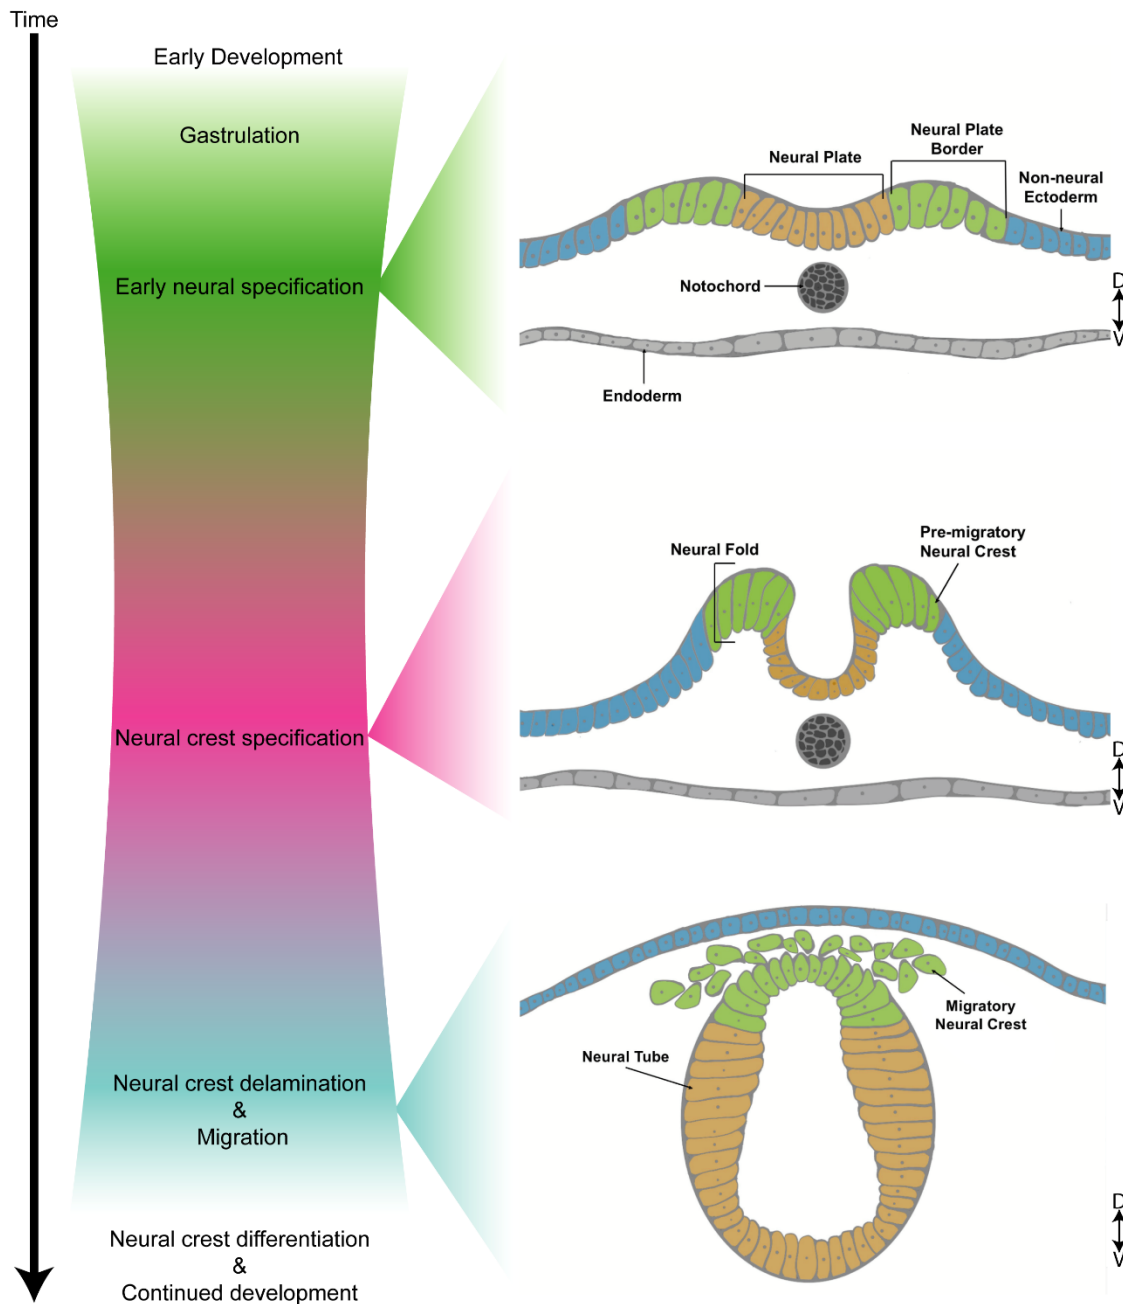 Time
Early Development
Gastrulation
Early neural specification
Neural crest specification
Neural crest delamination
&
Migration
Neural crest differentiation
&
Continued development
Neural Plate
Neural Plate
Border
Non-neural
Ectoderm
Notochord
Endoderm
D
V
Neural Fold
Pre-migratory
Neural Crest
D
V
Migratory
Neural Crest
Neural Tube
D
V